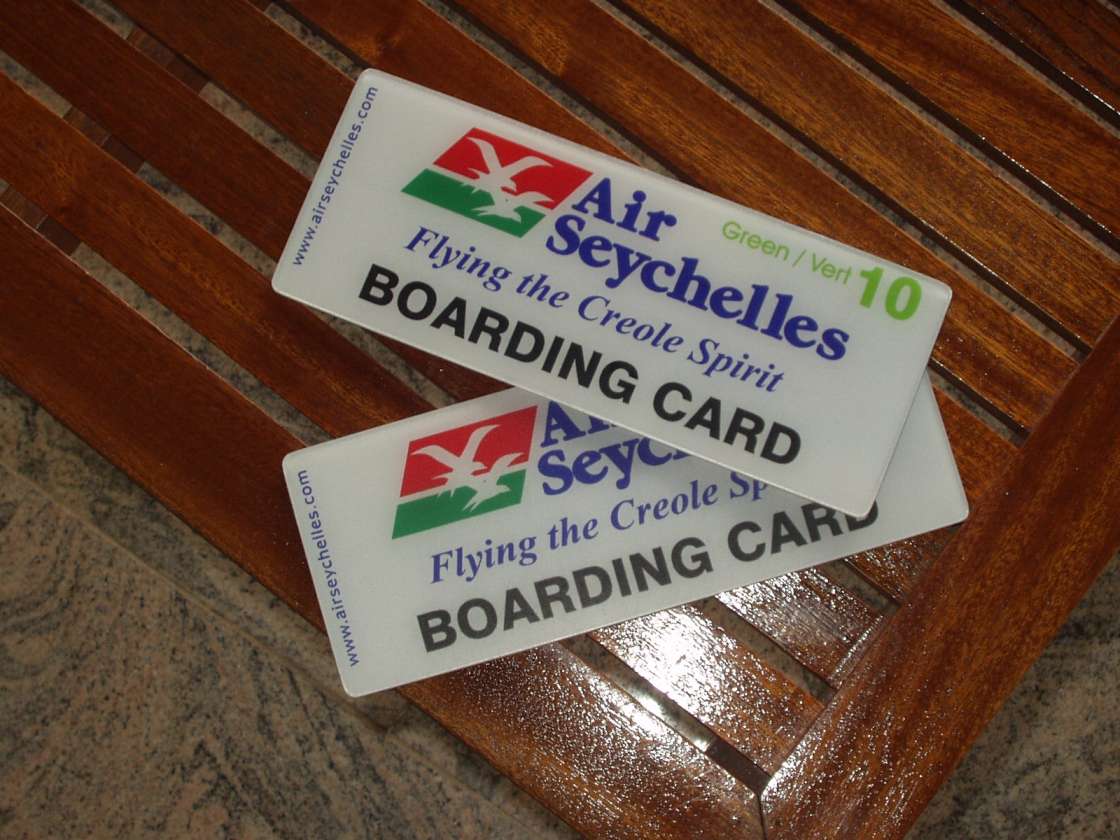 www.airseychelles.com
Air
Seychelles
Green / Vert 10
Flying the Creole Spirit
BOARDING CARD
www.airseychelles.com
Flying the Creole
BOARDING CARD